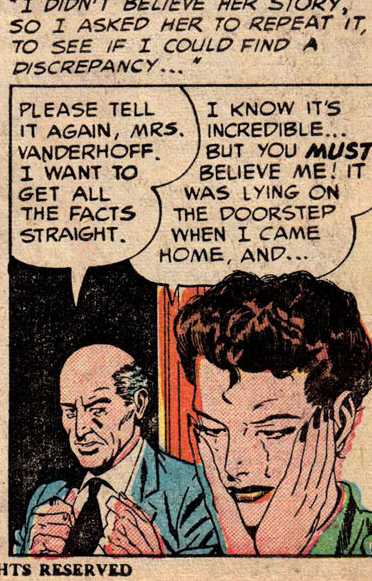 "I DIDN'T BELIEVE HER STORY,
SO I ASKED HER TO REPEAT IT,
TO SEE IF I COULD FIND A
DISCREPANCY..."
PLEASE TELL
IT AGAIN, MRS.
VANDERHOFF.
I WANT TO
GET ALL
THE FACTS
STRAIGHT.
I KNOW IT'S
INCREDIBLE...
BUT YOU MUST
BELIEVE ME! IT
WAS LYING ON
THE DOORSTEP
WHEN I CAME
HOME, AND...
HTS RESERVED